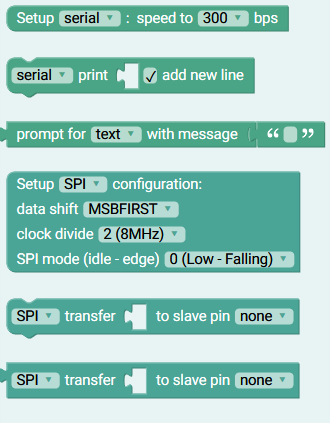 Setup serial : speed to 300 bps
serial print add new line
prompt for text with message “ ”
Setup SPI configuration:
data shift MSBFIRST
clock divide 2 (8MHz)
SPI mode (idle - edge) 0 (Low - Falling)
SPI transfer to slave pin none
SPI transfer to slave pin none